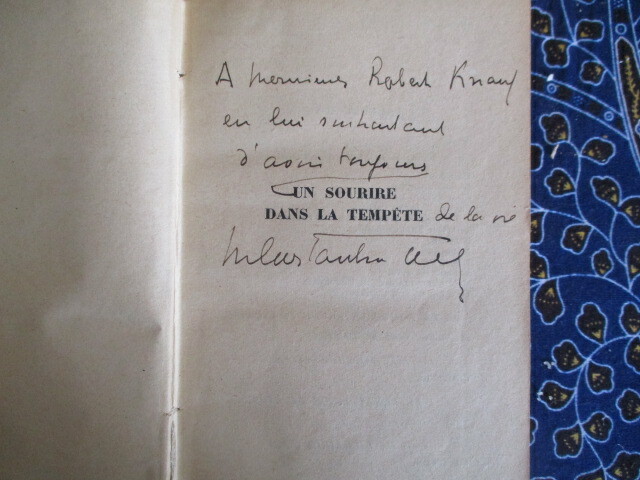 A Monsieur Robert Knauf
en lui souhaitant
d'avoir toujours
UN SOURIRE
DANS LA TEMPÊTE de la vie